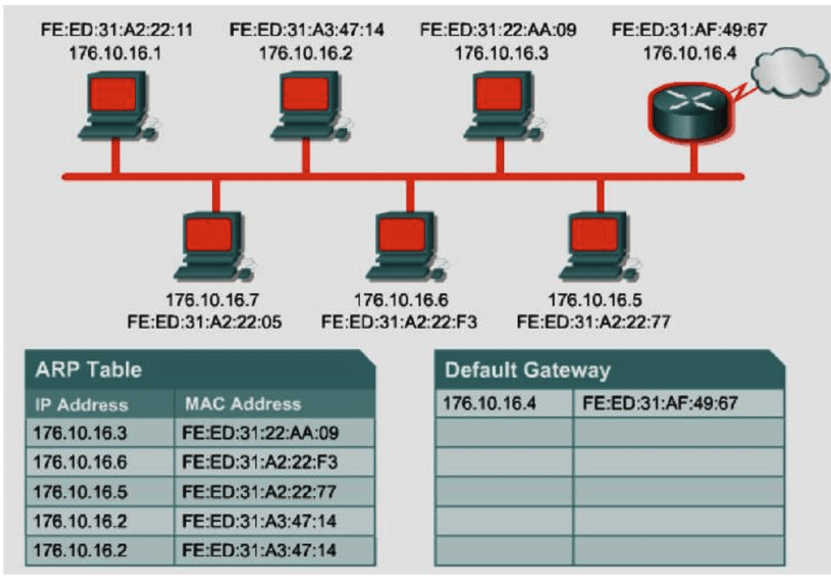 FE:ED:31:A2:22:11 FE:ED:31:A3:47:14 FE:ED:31:22:AA:09 FE:ED:31:AF:49:67
176.10.16.1 176.10.16.2 176.10.16.3 176.10.16.4
176.10.16.7 176.10.16.6 176.10.16.5
FE:ED:31:A2:22:05 FE:ED:31:A2:22:F3 FE:ED:31:A2:22:77
ARP Table
IP Address MAC Address
176.10.16.3 FE:ED:31:22:AA:09
176.10.16.6 FE:ED:31:A2:22:F3
176.10.16.5 FE:ED:31:A2:22:77
176.10.16.2 FE:ED:31:A3:47:14
176.10.16.2 FE:ED:31:A3:47:14
Default Gateway
176.10.16.4 FE:ED:31:AF:49:67